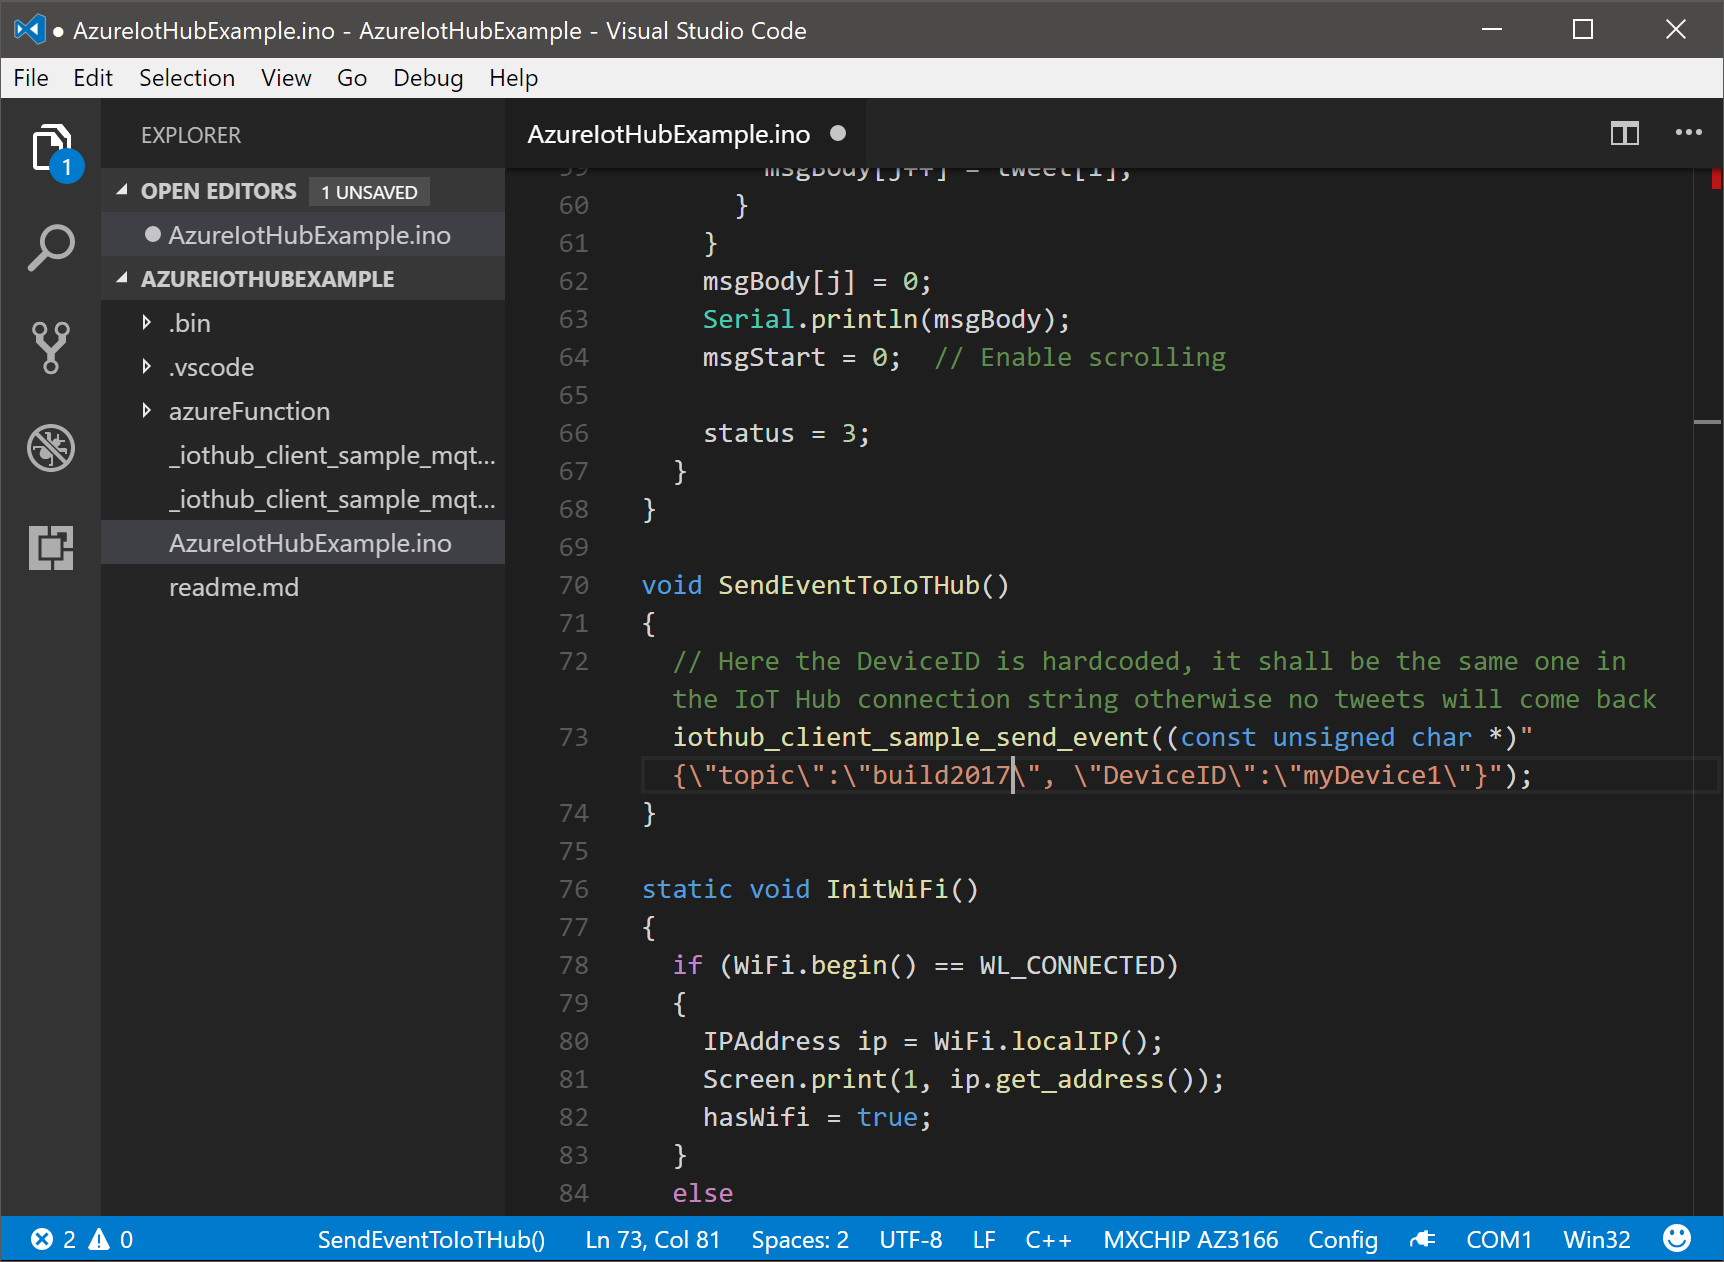 ● AzureIotHubExample.ino - AzureIotHubExample - Visual Studio Code
File Edit Selection View Go Debug Help
1
EXPLORER
OPEN EDITORS 1 UNSAVED
AzureIotHubExample.ino
AZUREIOTHUBEXAMPLE
.bin
.vscode
azureFunction
_iothub_client_sample_mqt...
_iothub_client_sample_mqt...
AzureIotHubExample.ino
readme.md
AzureIotHubExample.ino
59 msgBody[j++] = tweet[i];
60 }
61 }
62 msgBody[j] = 0;
63 Serial.println(msgBody);
64 msgStart = 0;  // Enable scrolling
65
66 status = 3;
67 }
68 }
69
70 void SendEventToIoTHub()
71 {
72 // Here the DeviceID is hardcoded, it shall be the same one in
the IoT Hub connection string otherwise no tweets will come back
73 iothub_client_sample_send_event((const unsigned char *)"
{\"topic\":\"build2017\", \"DeviceID\":\"myDevice1\"}");
74 }
75
76 static void InitWiFi()
77 {
78 if (WiFi.begin() == WL_CONNECTED)
79 {
80 IPAddress ip = WiFi.localIP();
81 Screen.print(1, ip.get_address());
82 hasWifi = true;
83 }
84 else
2 0 SendEventToIoTHub() Ln 73, Col 81 Spaces: 2 UTF-8 LF C++ MXCHIP AZ3166 Config COM1 Win32